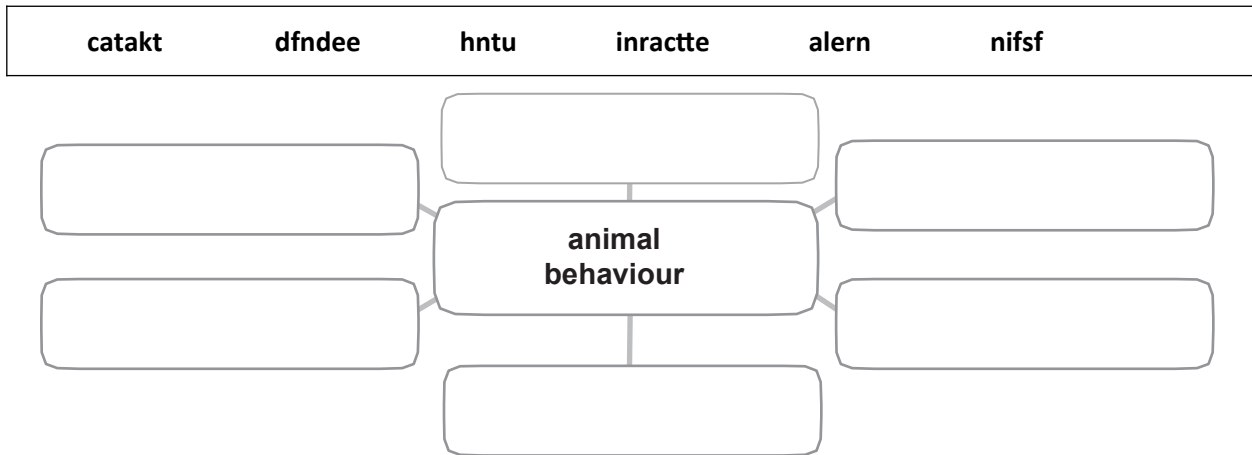 catakt dfndee hntu inractte alern nifsf
animal
behaviour